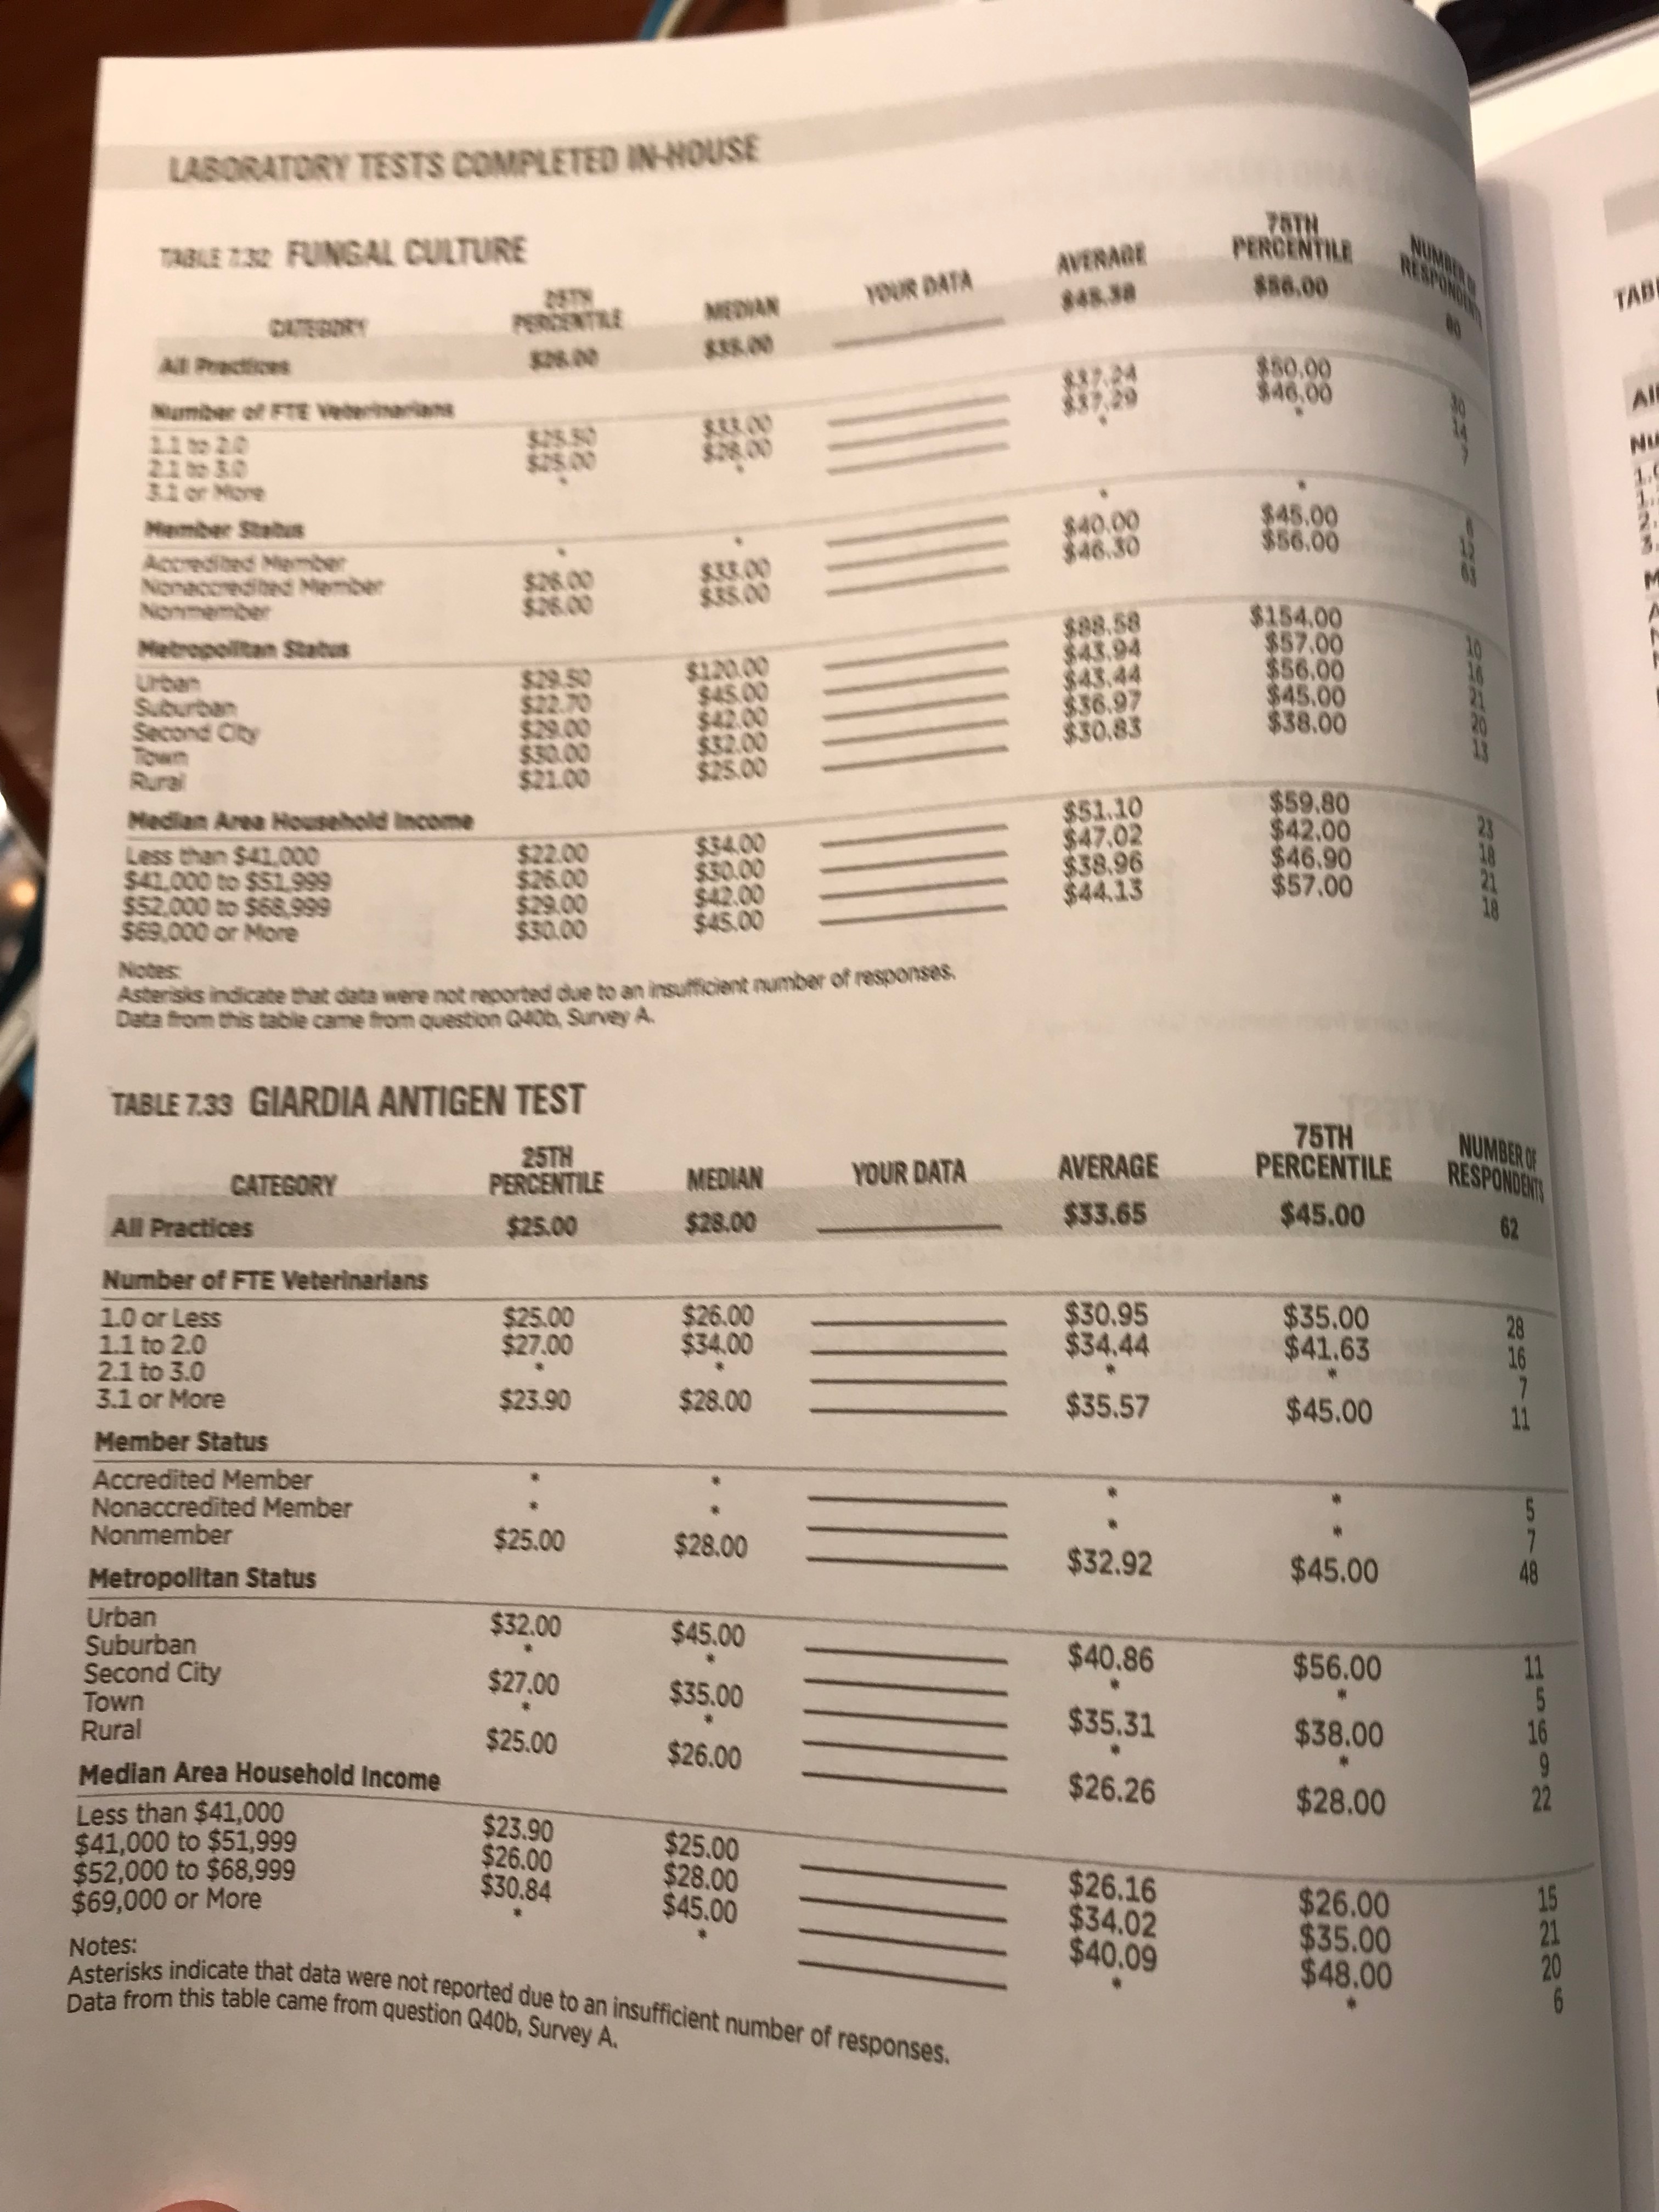 LABORATORY TESTS COMPLETED IN-HOUSE
TABLE 7.32 FUNGAL CULTURE
CATEGORY 25TH PERCENTILE MEDIAN YOUR DATA AVERAGE 75TH PERCENTILE NUMBER OF RESPONDENTS
All Practices $26.00 $35.00 $45.38 $56.00 80
Number of FTE Veterinarians
1.1 to 2.0 $25.50 $33.00 $37.24 $50.00 30
2.1 to 3.0 $25.00 $28.00 $37.29 $46.00 14
3.1 or More * * * * 7
Member Status
Accredited Member * * * * 6
Nonaccredited Member $26.00 $33.00 $40.00 $45.00 12
Nonmember $26.00 $35.00 $46.30 $56.00 63
Metropolitan Status
Urban $29.50 $120.00 $88.58 $154.00 10
Suburban $22.70 $45.00 $43.94 $57.00 16
Second City $29.00 $42.00 $43.44 $56.00 21
Town $30.00 $32.00 $36.97 $45.00 20
Rural $21.00 $25.00 $30.83 $38.00 13
Median Area Household Income
Less than $41,000 $22.00 $34.00 $51.10 $59.80 23
$41,000 to $51,999 $26.00 $30.00 $47.02 $42.00 18
$52,000 to $68,999 $29.00 $42.00 $38.96 $46.90 21
$69,000 or More $30.00 $45.00 $44.13 $57.00 18
Notes:
Asterisks indicate that data were not reported due to an insufficient number of responses.
Data from this table came from question Q40b, Survey A.
TABLE 7.33 GIARDIA ANTIGEN TEST
CATEGORY 25TH PERCENTILE MEDIAN YOUR DATA AVERAGE 75TH PERCENTILE NUMBER OF RESPONDENTS
All Practices $25.00 $28.00 $33.65 $45.00 62
Number of FTE Veterinarians
1.0 or Less $25.00 $26.00 $30.95 $35.00 28
1.1 to 2.0 $27.00 $34.00 $34.44 $41.63 16
2.1 to 3.0 * * * * 7
3.1 or More $23.90 $28.00 $35.57 $45.00 11
Member Status
Accredited Member * * * * 5
Nonaccredited Member * * * * 7
Nonmember $25.00 $28.00 $32.92 $45.00 48
Metropolitan Status
Urban $32.00 $45.00 $40.86 $56.00 11
Suburban * * * * 5
Second City $27.00 $35.00 $35.31 $38.00 16
Town * * * * 9
Rural $25.00 $26.00 $26.26 $28.00 22
Median Area Household Income
Less than $41,000 $23.90 $25.00 $26.16 $26.00 15
$41,000 to $51,999 $26.00 $28.00 $34.02 $35.00 21
$52,000 to $68,999 $30.84 $45.00 $40.09 $48.00 20
$69,000 or More * * * * 6
Notes:
Asterisks indicate that data were not reported due to an insufficient number of responses.
Data from this table came from question Q40b, Survey A.